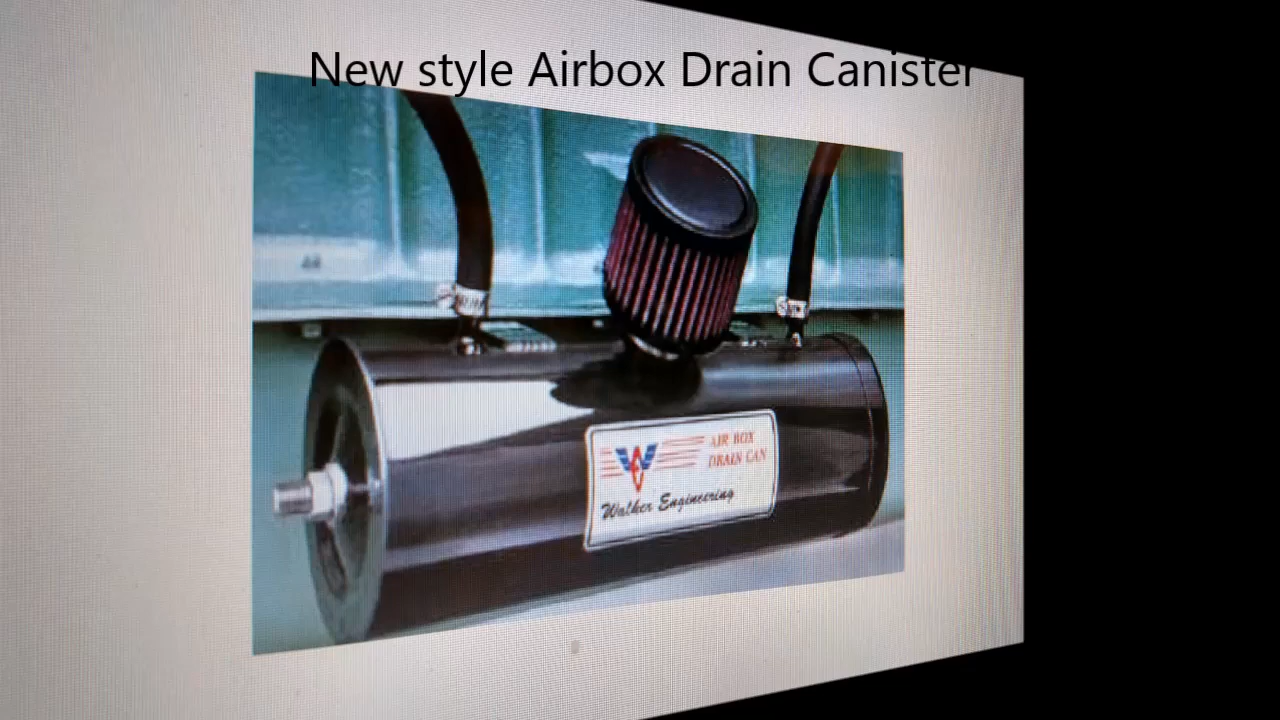 New style Airbox Drain Canister
AIR BOX
DRAIN CAN
Walker Engineering